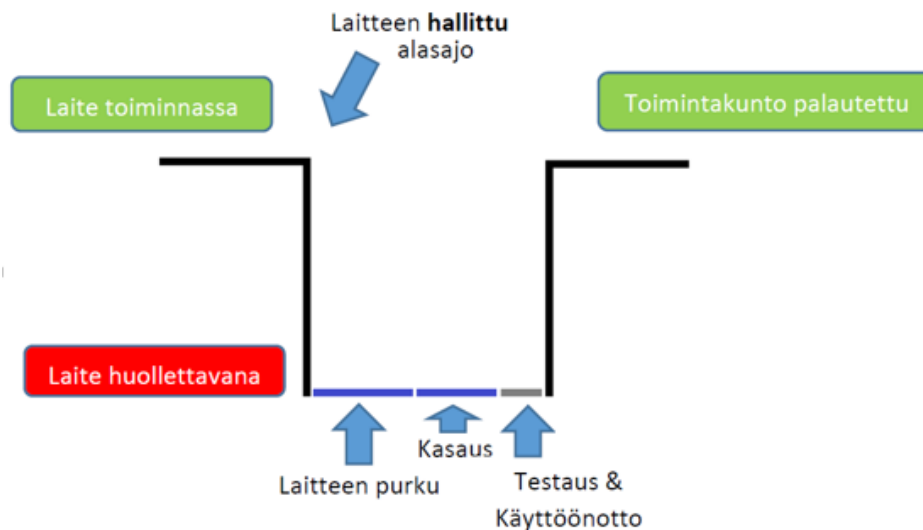 Laitteen hallittu
alasajo
Laite toiminnassa
Toimintakunto palautettu
Laite huollettavana
Kasaus
Laitteen purku
Testaus &
Käyttöönotto